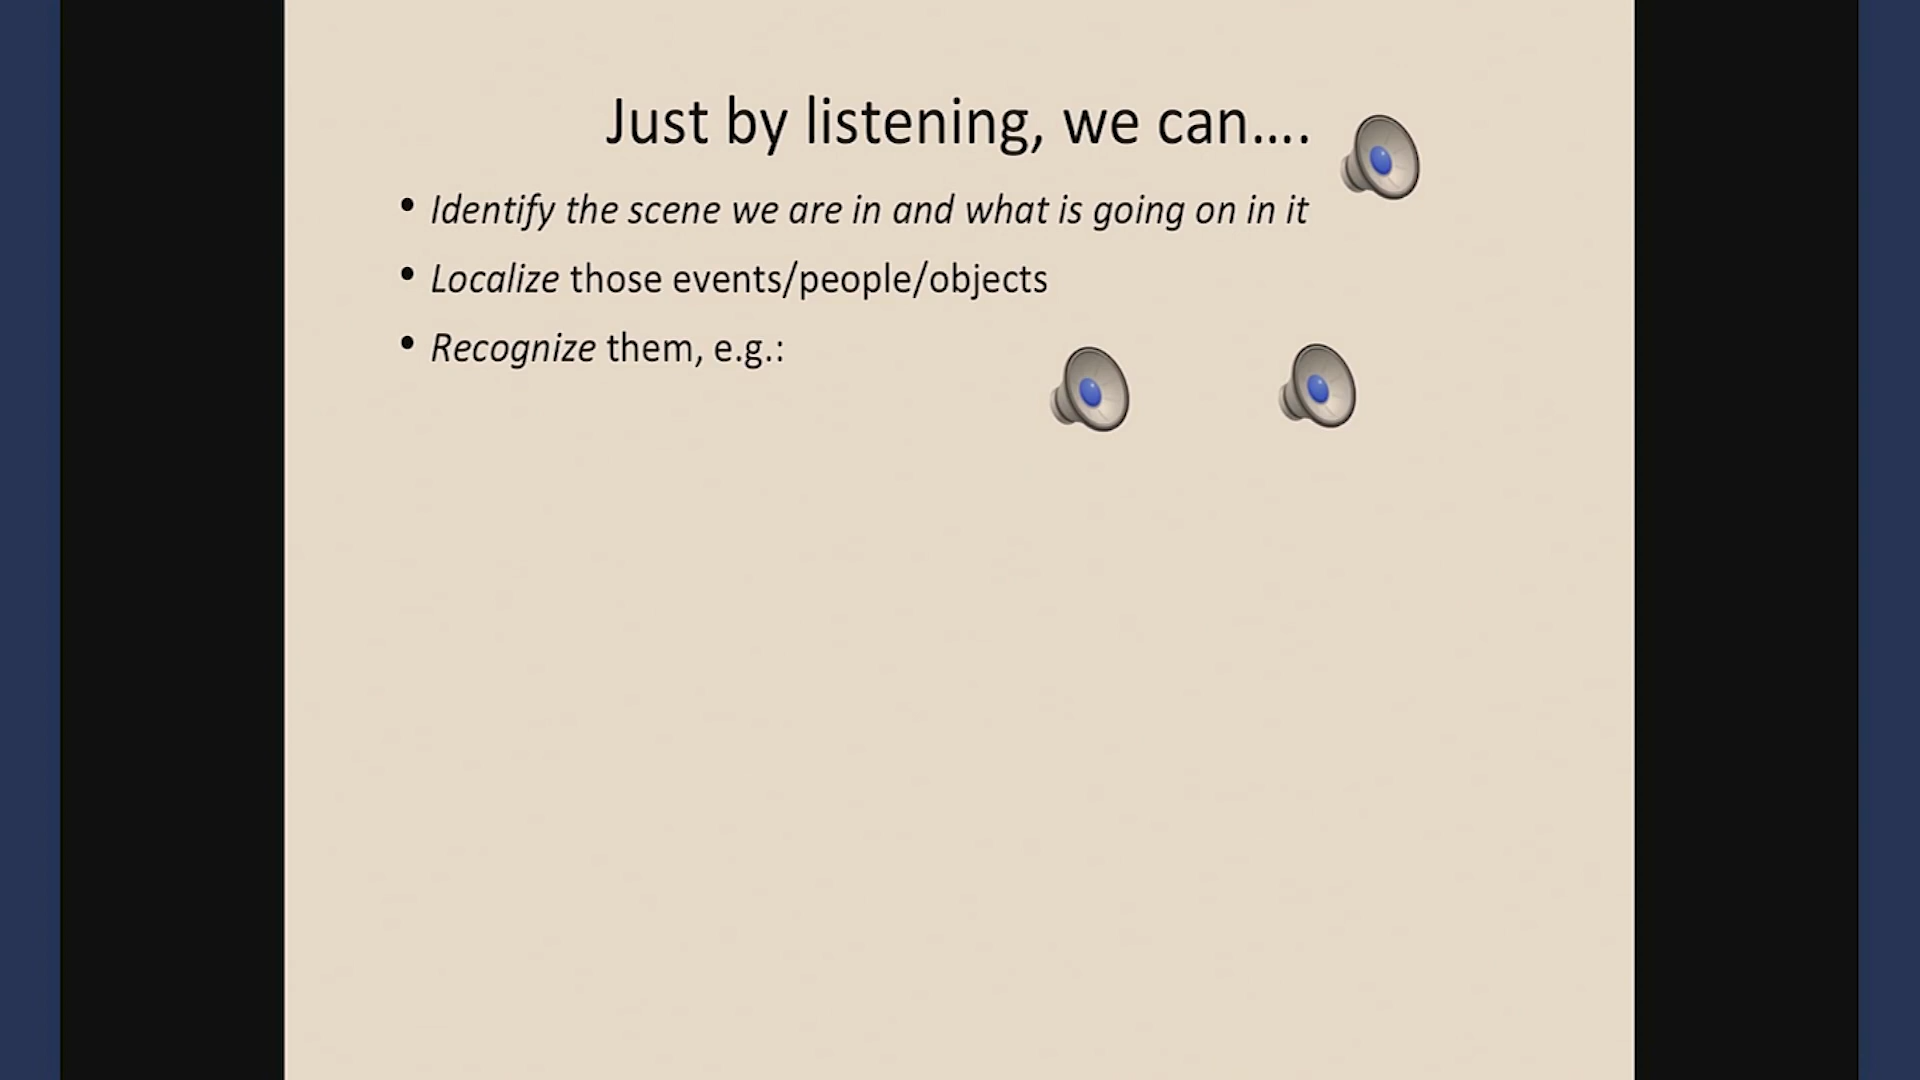 Just by listening, we can....
• Identify the scene we are in and what is going on in it
• Localize those events/people/objects
• Recognize them, e.g.: